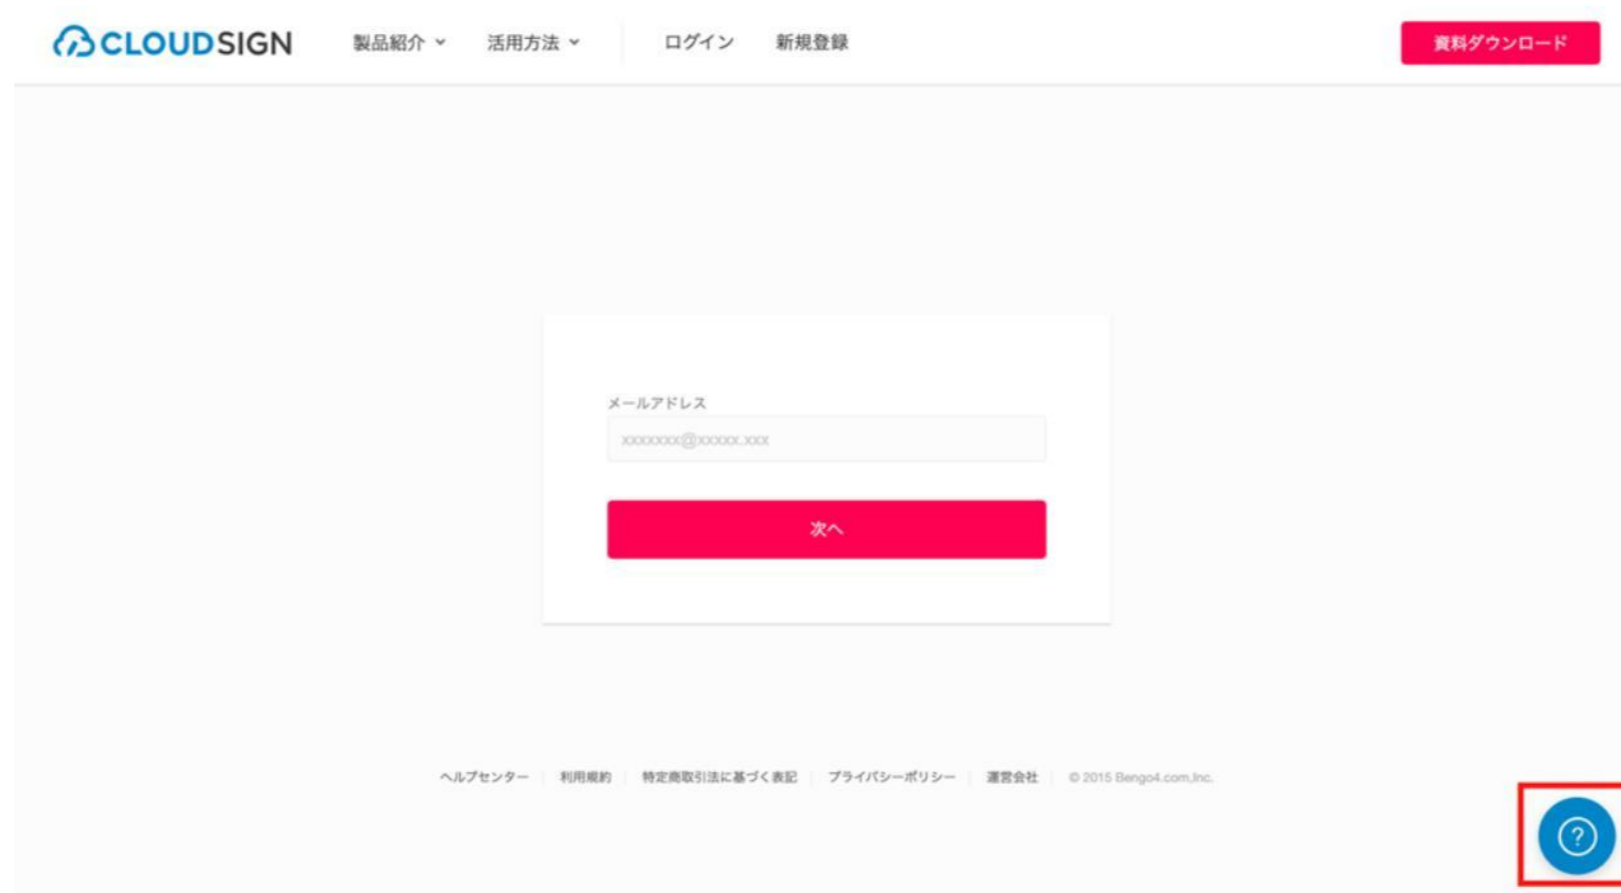 CLOUDSIGN 製品紹介 活用方法 ログイン 新規登録 資料ダウンロード
メールアドレス
xxxxxxx@xxxxx.xxx
次へ
ヘルプセンター 利用規約 特定商取引法に基づく表記 プライバシーポリシー 運営会社 © 2015 Bengo4.com,Inc.
?